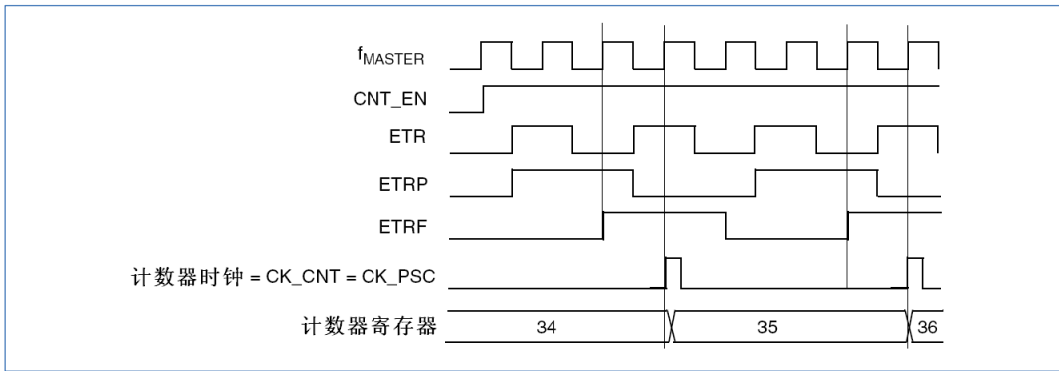 fMASTER
CNT_EN
ETR
ETRP
ETRF
计数器时钟 = CK_CNT = CK_PSC
计数器寄存器 34 35 36